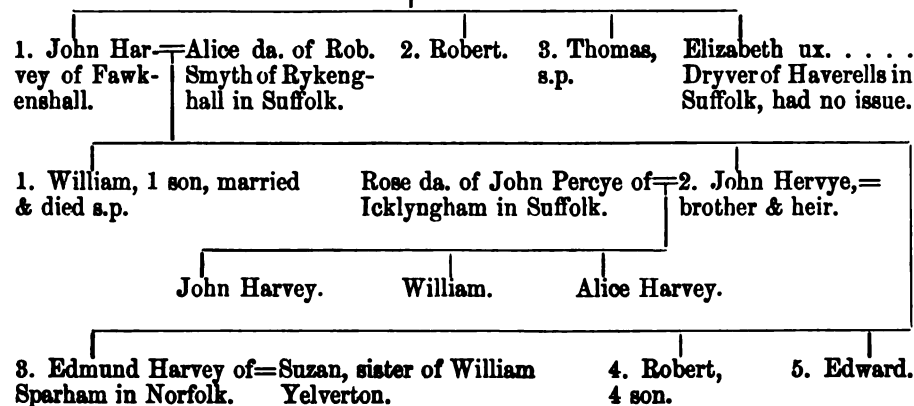 1. John Har-=Alice da. of Rob. 2. Robert. 3. Thomas, Elizabeth ux. . . . . .
vey of Fawk- Smyth of Rykeng- s.p. Dryver of Haverells in
enshall. hall in Suffolk. Suffolk, had no issue.
1. William, 1 son, married Rose da. of John Percye of=2. John Hervye,=
& died s.p. Icklyngham in Suffolk. brother & heir.
John Harvey. William. Alice Harvey.
3. Edmund Harvey of=Suzan, sister of William 4. Robert, 5. Edward.
Sparham in Norfolk. Yelverton. 4 son.